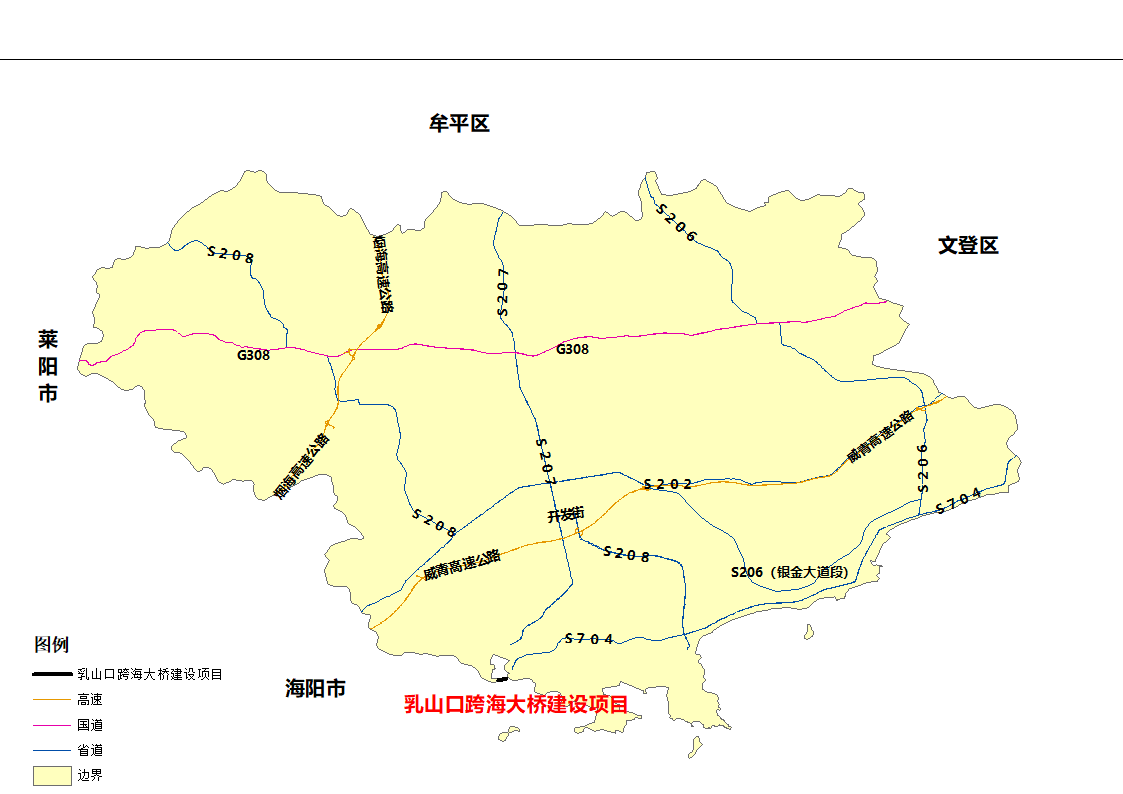 牟平区
文登区
莱阳市
S206
S208
烟海高速公路
S207
G308
G308
威青高速公路
烟海高速公路
S207
S206
S202
S704
S208
开发街
S208
威青高速公路
S206（银金大道段）
S704
海阳市
乳山口跨海大桥建设项目
图例
乳山口跨海大桥建设项目
高速
国道
省道
边界